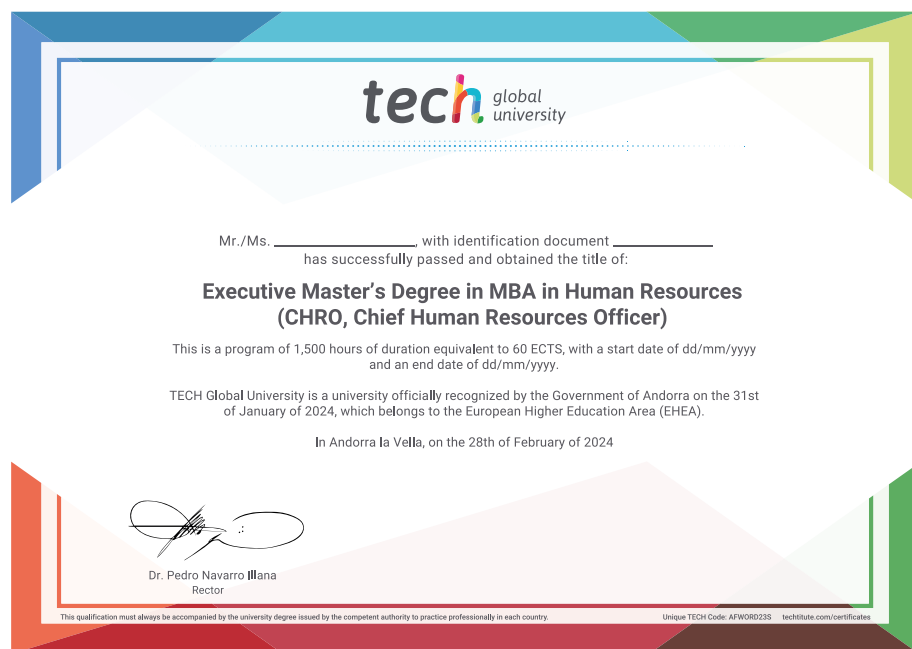 tech global
university
Mr./Ms. ____________________, with identification document ______________
has successfully passed and obtained the title of:
Executive Master's Degree in MBA in Human Resources
(CHRO, Chief Human Resources Officer)
This is a program of 1,500 hours of duration equivalent to 60 ECTS, with a start date of dd/mm/yyyy
and an end date of dd/mm/yyyy.
TECH Global University is a university officially recognized by the Government of Andorra on the 31st
of January of 2024, which belongs to the European Higher Education Area (EHEA).
In Andorra la Vella, on the 28th of February of 2024
Dr. Pedro Navarro Illana
Rector
This qualification must always be accompanied by the university degree issued by the competent authority to practice professionally in each country. Unique TECH Code: AFWORD23S techtitute.com/certificates